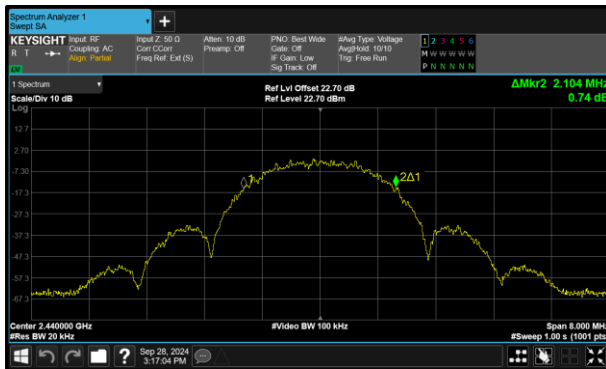 Spectrum Analyzer 1
Swept SA
KEYSIGHT Input: RF Input Z: 50 Ω Atten: 10 dB PNO: Best Wide #Avg Type: Voltage 1 2 3 4 5 6
R T Coupling: AC Corr CCorr Preamp: Off Gate: Off Avg|Hold: 10/10 M W W W W W
Align: Partial Freq Ref: Ext (S) IF Gain: Low Trig: Free Run
Sig Track: Off P N N N N N
1 Spectrum Ref Lvl Offset 22.70 dB ΔMkr2 2.104 MHz
Scale/Div 10 dB Ref Level 22.70 dBm 0.74 dB
Log
12.7
2.70
-7.30
-17.3
-27.3
-37.3
-47.3
-57.3
-67.3
1
2Δ1
Center 2.440000 GHz #Video BW 100 kHz Span 8.000 MHz
#Res BW 20 kHz #Sweep 1.00 s (1001 pts)
? Sep 28, 2024
3:17:04 PM